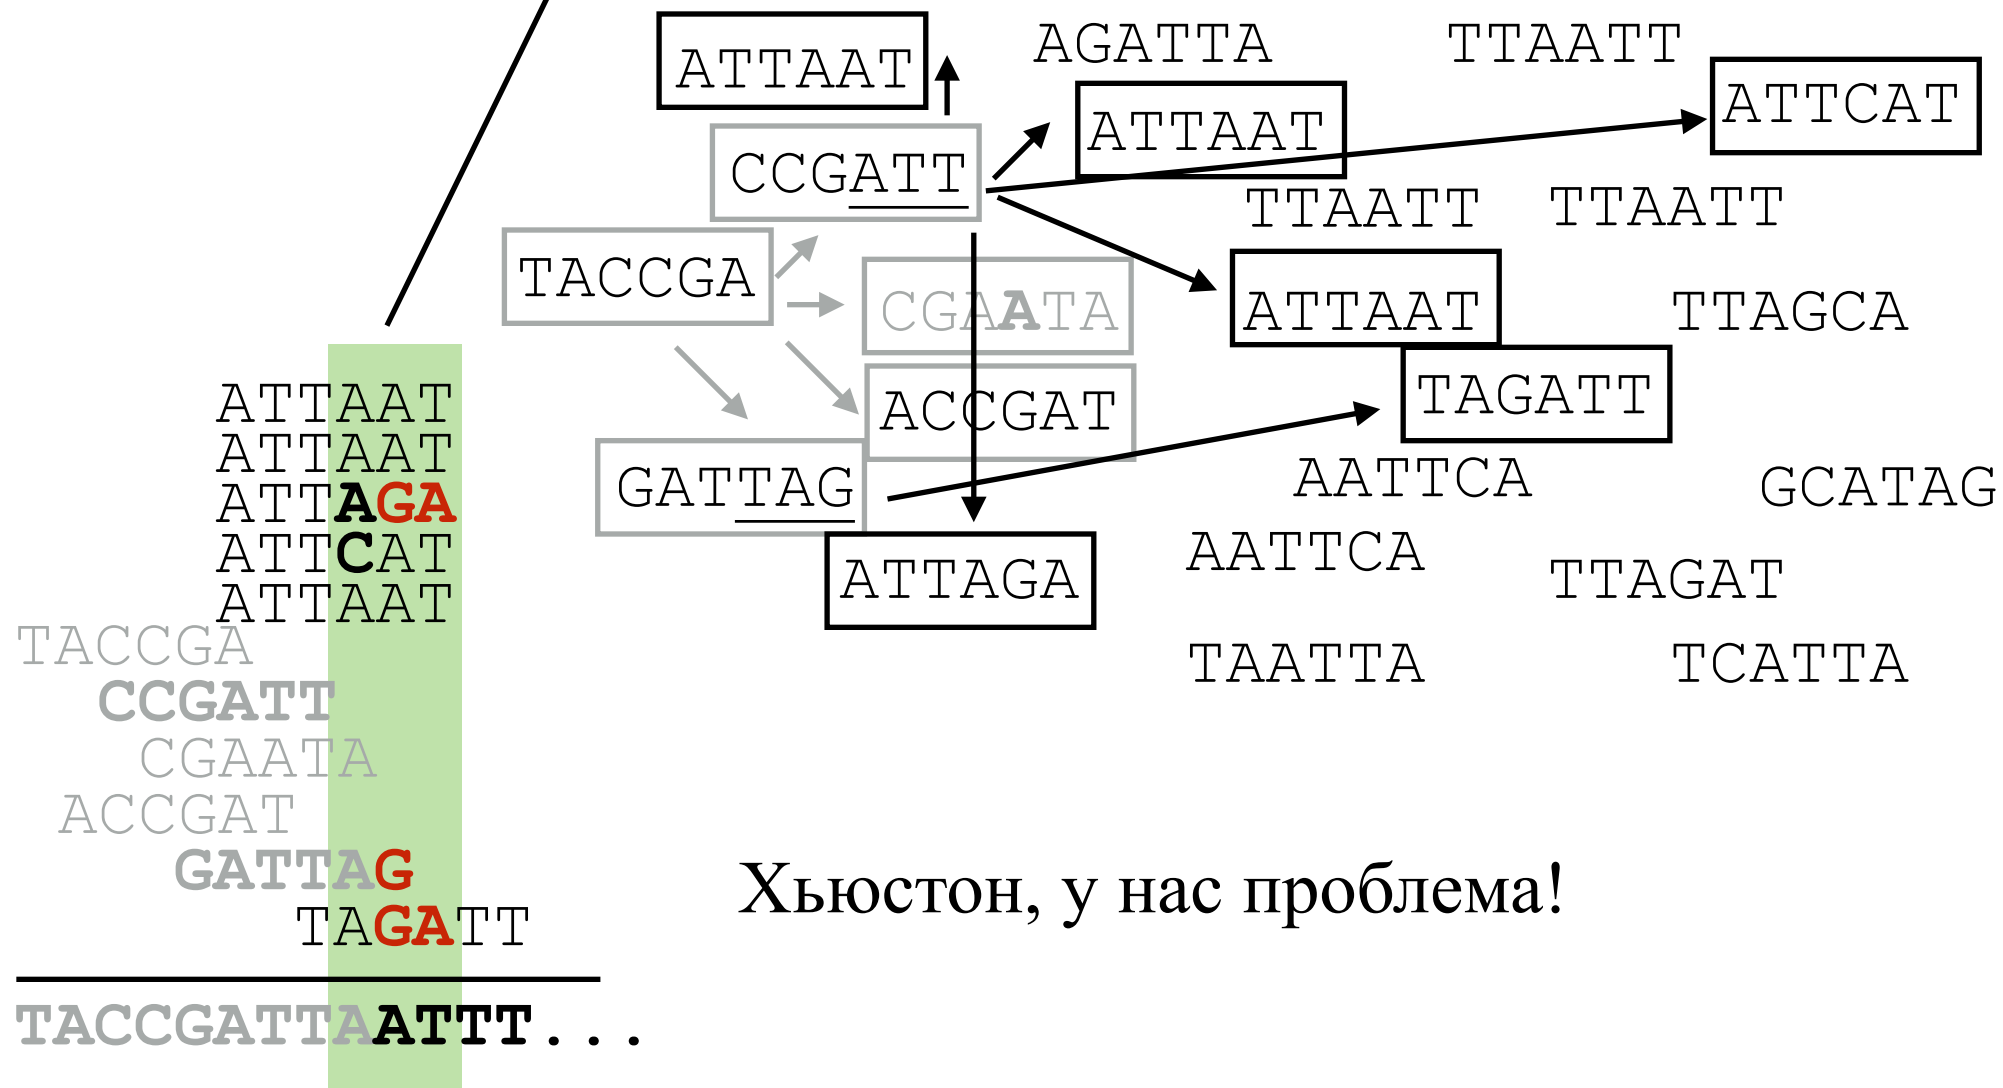 ATTAAT
AGATTA
TTAATT
ATTCAT
ATTAAT
CCGATT
TTAATT
TTAATT
TACCGA
CGAATA
ATTAAT
TTAGCA
ACCGAT
TAGATT
GATTAG
AATTCA
GCATAG
ATTAGA
AATTCA
TTAGAT
TAATTA
TCATTA
ATTAAT
ATTAAT
ATTAGA
ATTCAT
ATTAAT
TACCGA
CCGATT
CGAATA
ACCGAT
GATTAG
TAGATT
TACCGATTAATTT...
Хьюстон, у нас проблема!